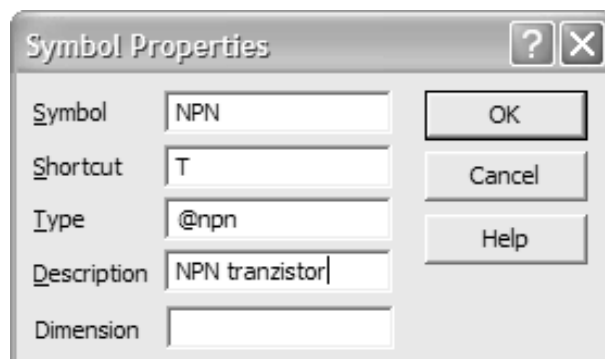 Symbol Properties
Symbol NPN OK
Shortcut T Cancel
Type @npn Help
Description NPN tranzistor
Dimension